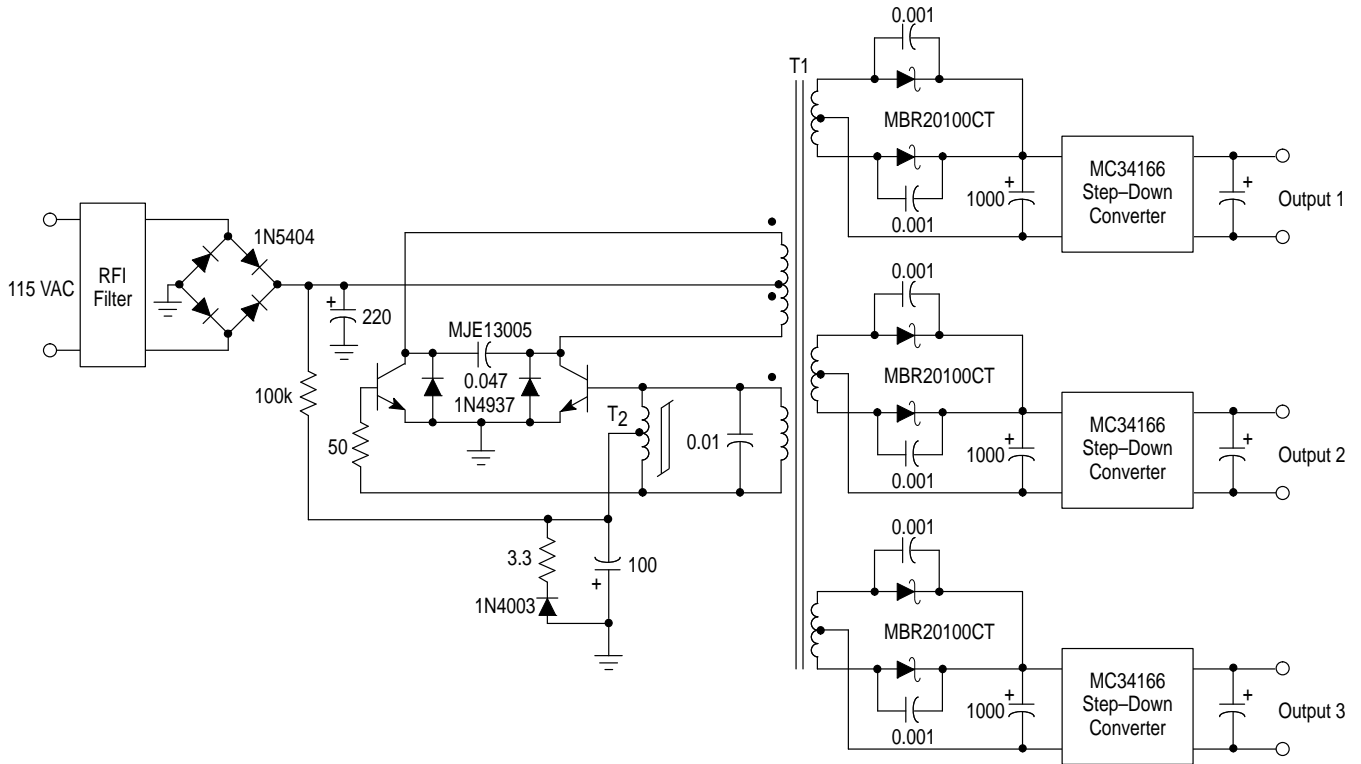 0.001
T1
MBR20100CT
MC34166
Step–Down
Converter
+
1000
+
Output 1
0.001
115 VAC
RFI
Filter
1N5404
+
220
MJE13005
0.047
1N4937
100k
50
T2
0.01
3.3
1N4003
100
+
0.001
MBR20100CT
MC34166
Step–Down
Converter
+
1000
+
Output 2
0.001
0.001
MBR20100CT
MC34166
Step–Down
Converter
+
1000
+
Output 3
0.001